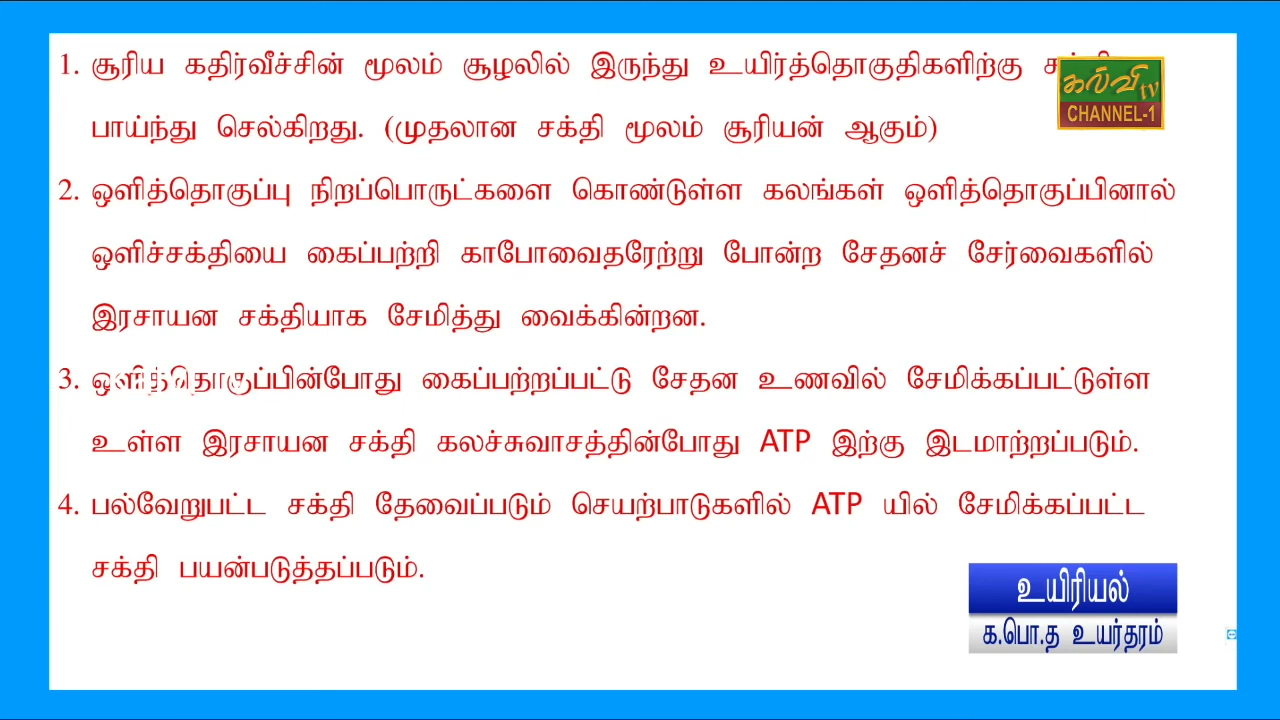 1. சூரிய கதிர்வீச்சின் மூலம் சூழலில் இருந்து உயிர்த்தொகுதிகளிற்கு
கல்வி tv
CHANNEL-1
பாய்ந்து செல்கிறது. (முதலான சக்தி மூலம் சூரியன் ஆகும்)
2. ஒளித்தொகுப்பு நிறப்பொருட்களை கொண்டுள்ள கலங்கள் ஒளித்தொகுப்பினால்
ஒளிச்சக்தியை கைப்பற்றி காபோவைதரேற்று போன்ற சேதனச் சேர்வைகளில்
இரசாயன சக்தியாக சேமித்து வைக்கின்றன.
3. ஒளித்தொகுப்பின்போது கைப்பற்றப்பட்டு சேதன உணவில் சேமிக்கப்பட்டுள்ள
உள்ள இரசாயன சக்தி கலச்சுவாசத்தின்போது ATP இற்கு இடமாற்றப்படும்.
4. பல்வேறுபட்ட சக்தி தேவைப்படும் செயற்பாடுகளில் ATP யில் சேமிக்கப்பட்ட
சக்தி பயன்படுத்தப்படும்.
உயிரியல்
க.பொ.த உயர்தரம்